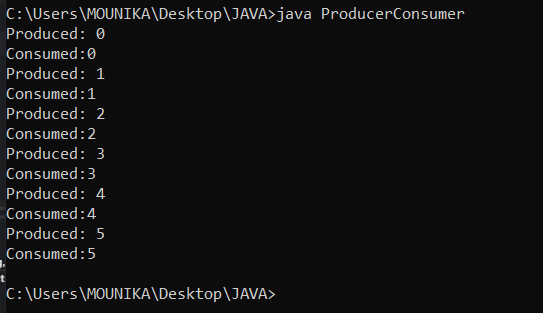 C:\Users\MOUNIKA\Desktop\JAVA>java ProducerConsumer
Produced: 0
Consumed:0
Produced: 1
Consumed:1
Produced: 2
Consumed:2
Produced: 3
Consumed:3
Produced: 4
Consumed:4
Produced: 5
Consumed:5
C:\Users\MOUNIKA\Desktop\JAVA>